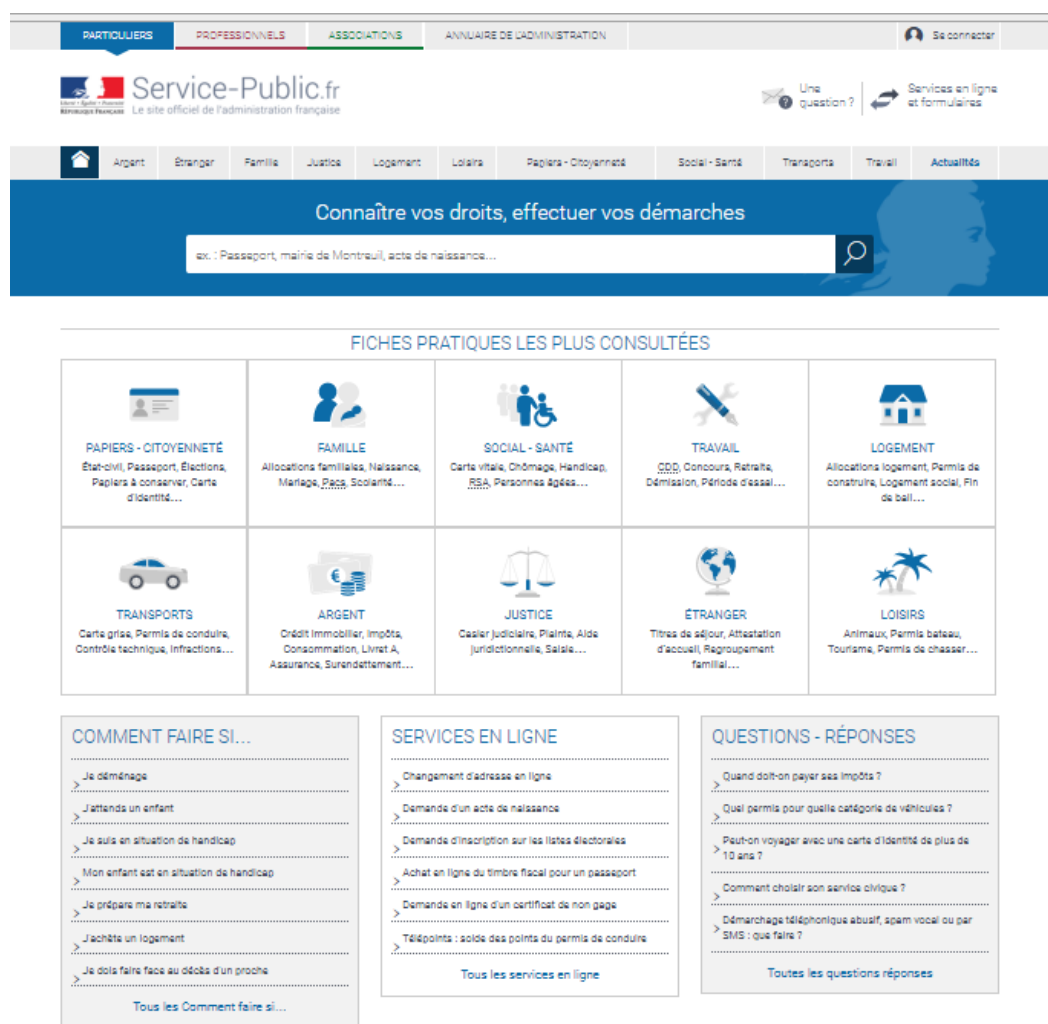 PARTICULIERS
PROFESSIONNELS
ASSOCIATIONS
ANNUAIRE DE L'ADMINISTRATION
Se connecter
Liberté • Égalité • Fraternité
RÉPUBLIQUE FRANÇAISE
Service-Public.fr
Le site officiel de l'administration française
Une
question ?
Services en ligne
et formulaires
Argent
Étranger
Famille
Justice
Logement
Loisirs
Papiers - Citoyenneté
Social - Santé
Transports
Travail
Actualités
Connaître vos droits, effectuer vos démarches
ex. : Passeport, mairie de Montreuil, acte de naissance...
FICHES PRATIQUES LES PLUS CONSULTÉES
PAPIERS - CITOYENNETÉ
État-civil, Passeport, Élections,
Papiers à conserver, Carte
d'identité...
FAMILLE
Allocations familiales, Naissance,
Mariage, Pacs, Scolarité...
SOCIAL - SANTÉ
Carte vitale, Chômage, Handicap,
RSA, Personnes âgées...
TRAVAIL
CDD, Concours, Retraite,
Démission, Période d'essai...
LOGEMENT
Allocations logement, Permis de
construire, Logement social, Fin
de bail...
TRANSPORTS
Carte grise, Permis de conduire,
Contrôle technique, Infractions...
ARGENT
Crédit immobilier, Impôts,
Consommation, Livret A,
Assurance, Surendettement...
JUSTICE
Casier judiciaire, Plainte, Aide
juridictionnelle, Saisie...
ÉTRANGER
Titres de séjour, Attestation
d'accueil, Regroupement
familial...
LOISIRS
Animaux, Permis bateau,
Tourisme, Permis de chasser...
COMMENT FAIRE SI...
Je déménage
J'attends un enfant
Je suis en situation de handicap
Mon enfant est en situation de handicap
Je prépare ma retraite
J'achète un logement
Je dois faire face au décès d'un proche
Tous les Comment faire si...
SERVICES EN LIGNE
Changement d'adresse en ligne
Demande d'un acte de naissance
Demande d'inscription sur les listes électorales
Achat en ligne du timbre fiscal pour un passeport
Demande en ligne d'un certificat de non gage
Télépoints : solde des points du permis de conduire
Tous les services en ligne
QUESTIONS - RÉPONSES
Quand doit-on payer ses impôts ?
Quel permis pour quelle catégorie de véhicules ?
Peut-on voyager avec une carte d'identité de plus de
10 ans ?
Comment choisir son service civique ?
Démarchage téléphonique abusif, spam vocal ou par
SMS : que faire ?
Toutes les questions réponses